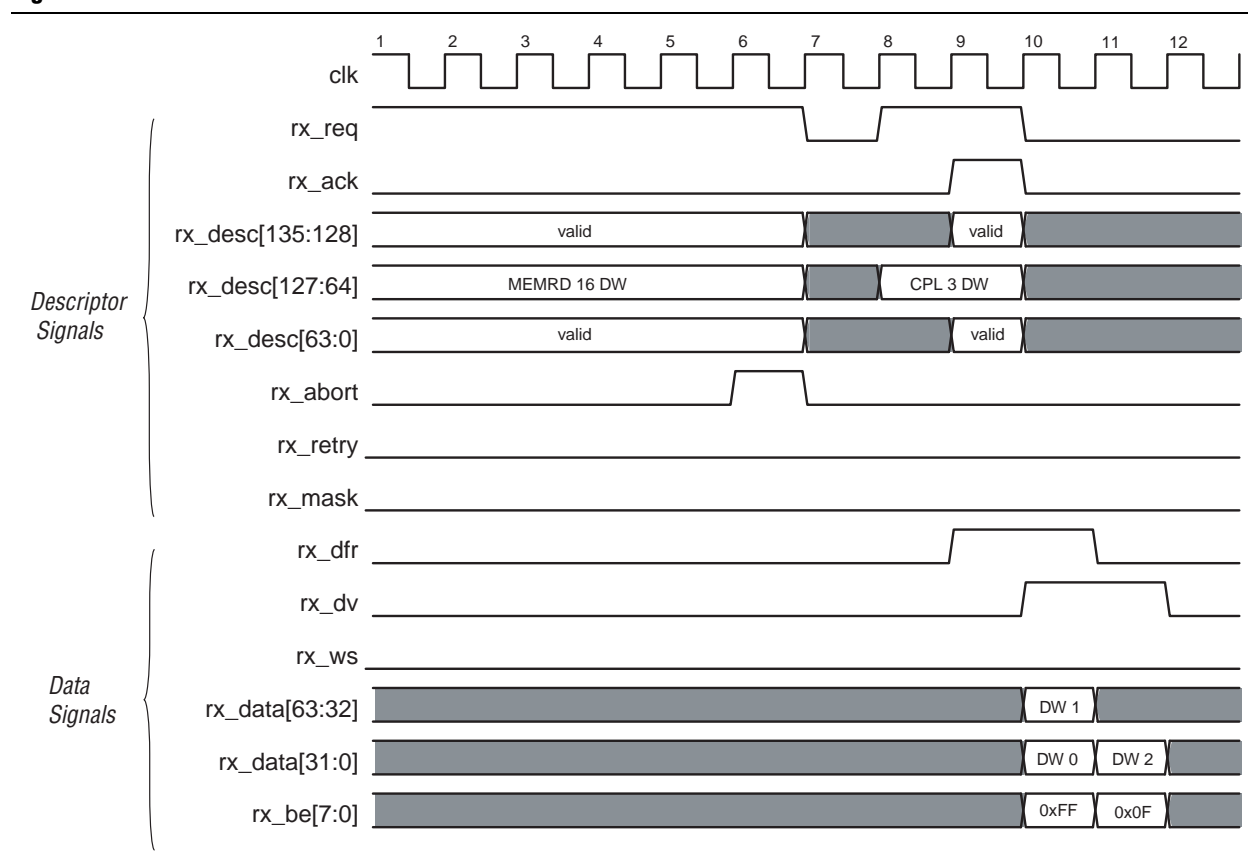 1 2 3 4 5 6 7 8 9 10 11 12
clk
rx_req
rx_ack
rx_desc[135:128] valid valid
rx_desc[127:64] MEMRD 16 DW CPL 3 DW
rx_desc[63:0] valid valid
rx_abort
rx_retry
rx_mask
Descriptor
Signals
rx_dfr
rx_dv
rx_ws
rx_data[63:32] DW 1
rx_data[31:0] DW 0 DW 2
rx_be[7:0] 0xFF 0x0F
Data
Signals